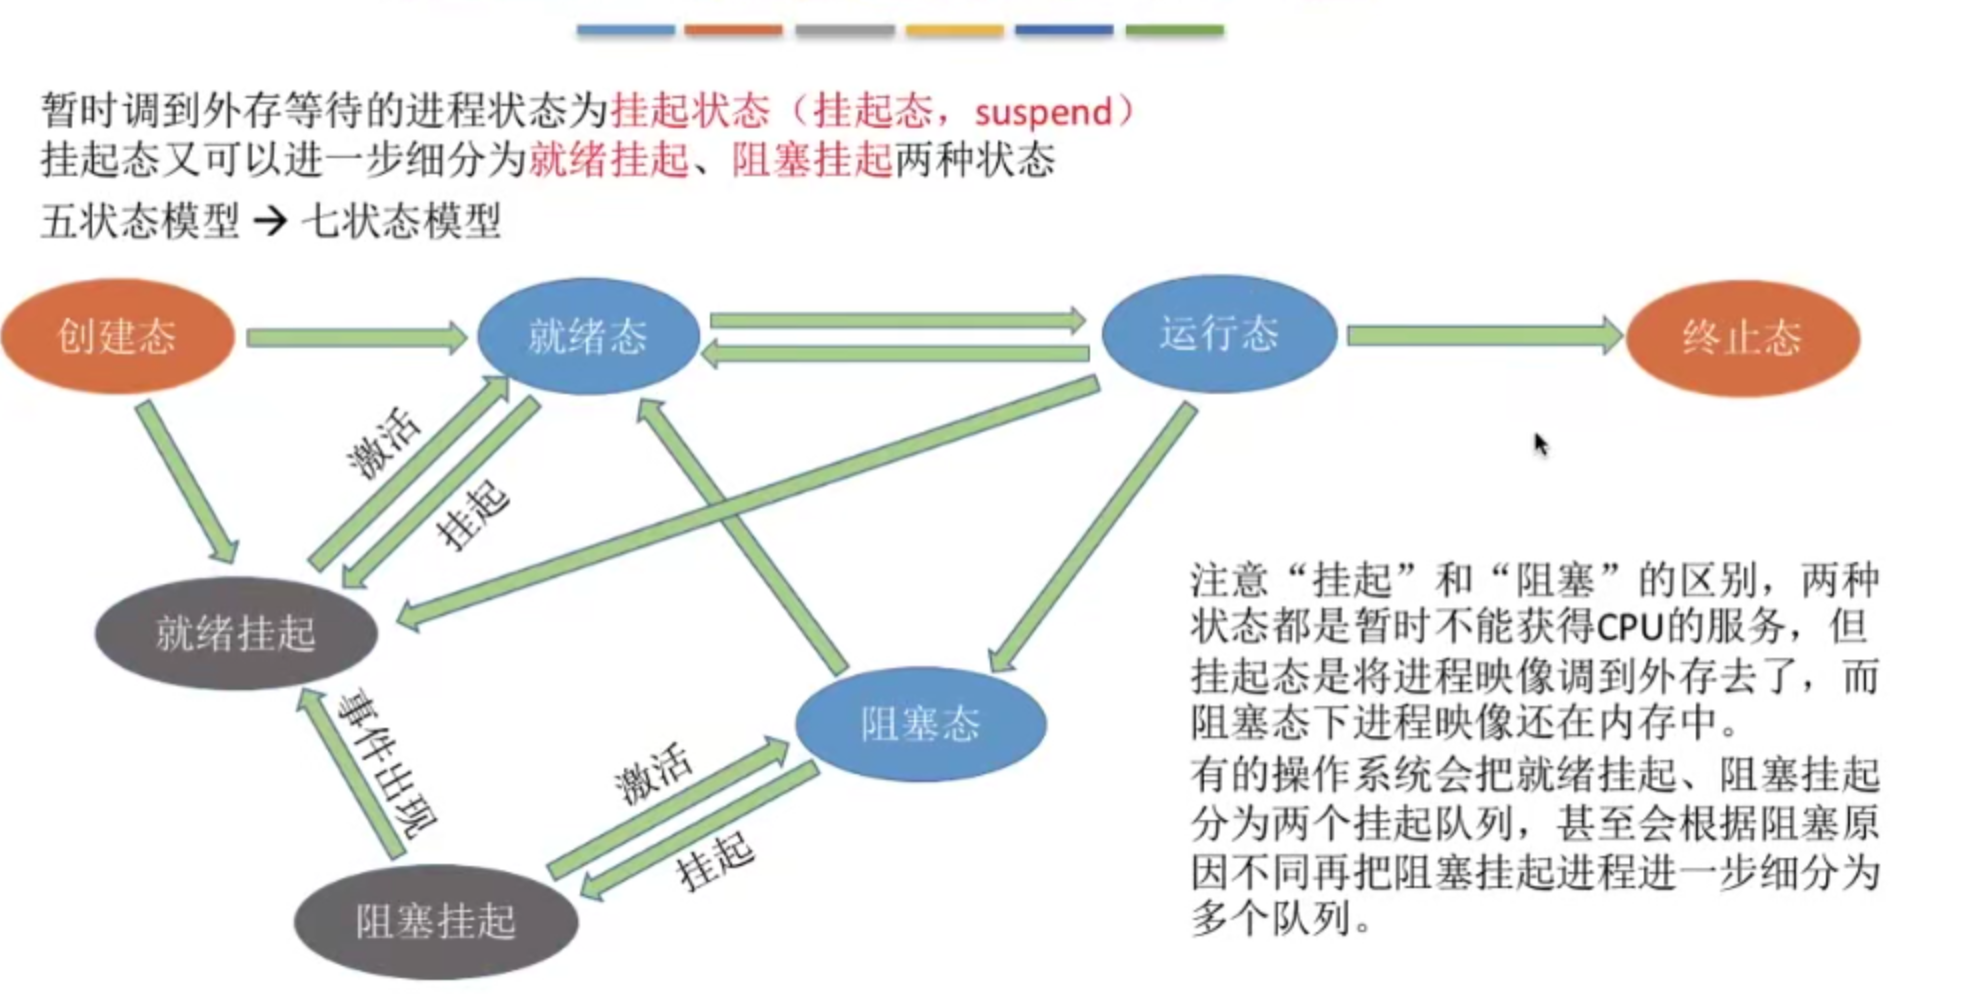 暂时调到外存等待的进程状态为挂起状态（挂起态，suspend）
挂起态又可以进一步细分为就绪挂起、阻塞挂起两种状态
五状态模型→七状态模型
创建态
就绪态
运行态
终止态
激活
挂起
就绪挂起
事件出现
阻塞态
激活
挂起
阻塞挂起
注意“挂起”和“阻塞”的区别，两种
状态都是暂时不能获得CPU的服务，但
挂起态是将进程映像调到外存去了，而
阻塞态下进程映像还在内存中。
有的操作系统会把就绪挂起、阻塞挂起
分为两个挂起队列，甚至会根据阻塞原
因不同再把阻塞挂起进程进一步细分为
多个队列。